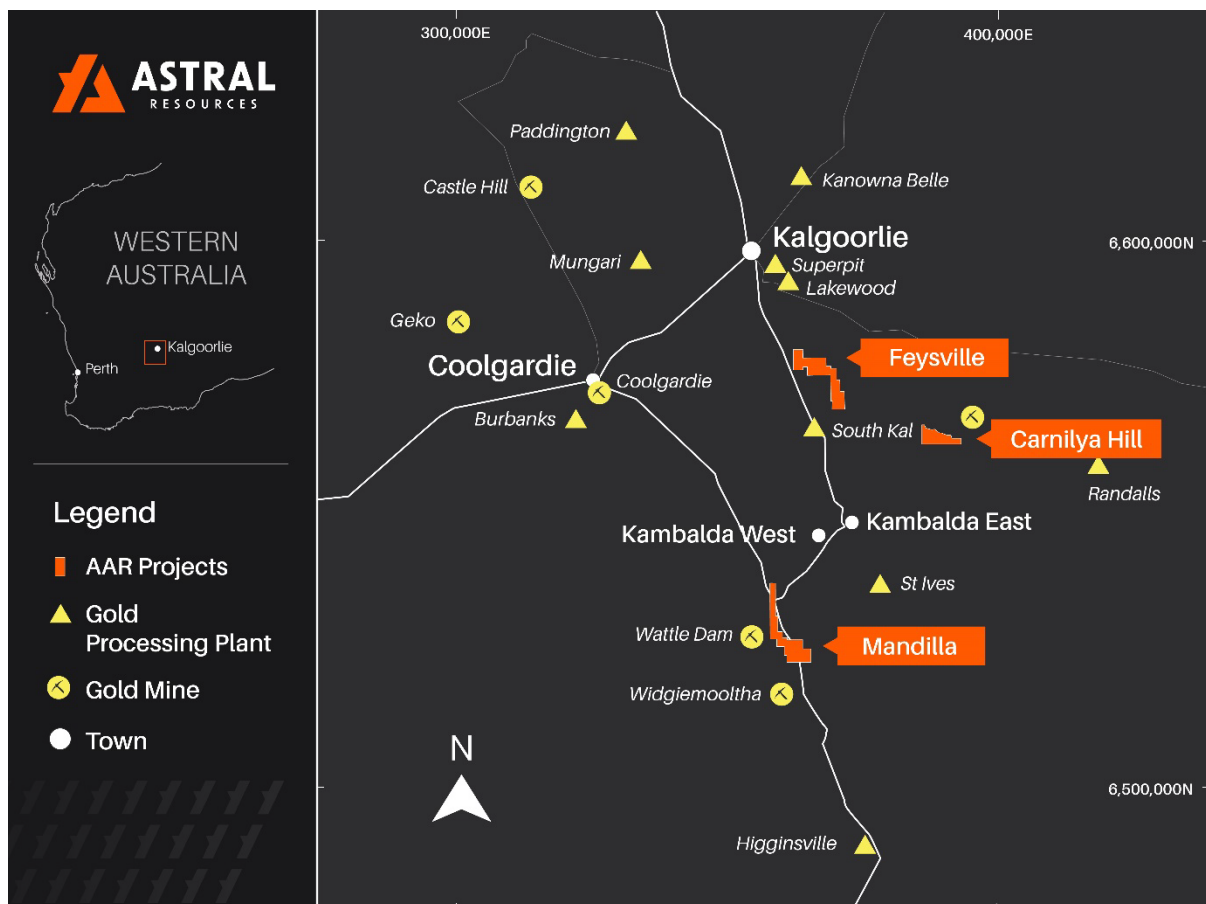 ASTRAL
RESOURCES
WESTERN
AUSTRALIA
Kalgoorlie
Perth
Legend
AAR Projects
Gold
Processing Plant
Gold Mine
Town
300,000E
400,000E
Paddington
Castle Hill
Kanowna Belle
Kalgoorlie
6,600,000N
Mungari
Superpit
Lakewood
Geko
Feysville
Coolgardie
Coolgardie
Burbanks
South Kal
Carnilya Hill
Randalls
Kambalda West
Kambalda East
St Ives
Wattle Dam
Mandilla
Widgiemooltha
N
6,500,000N
Higginsville